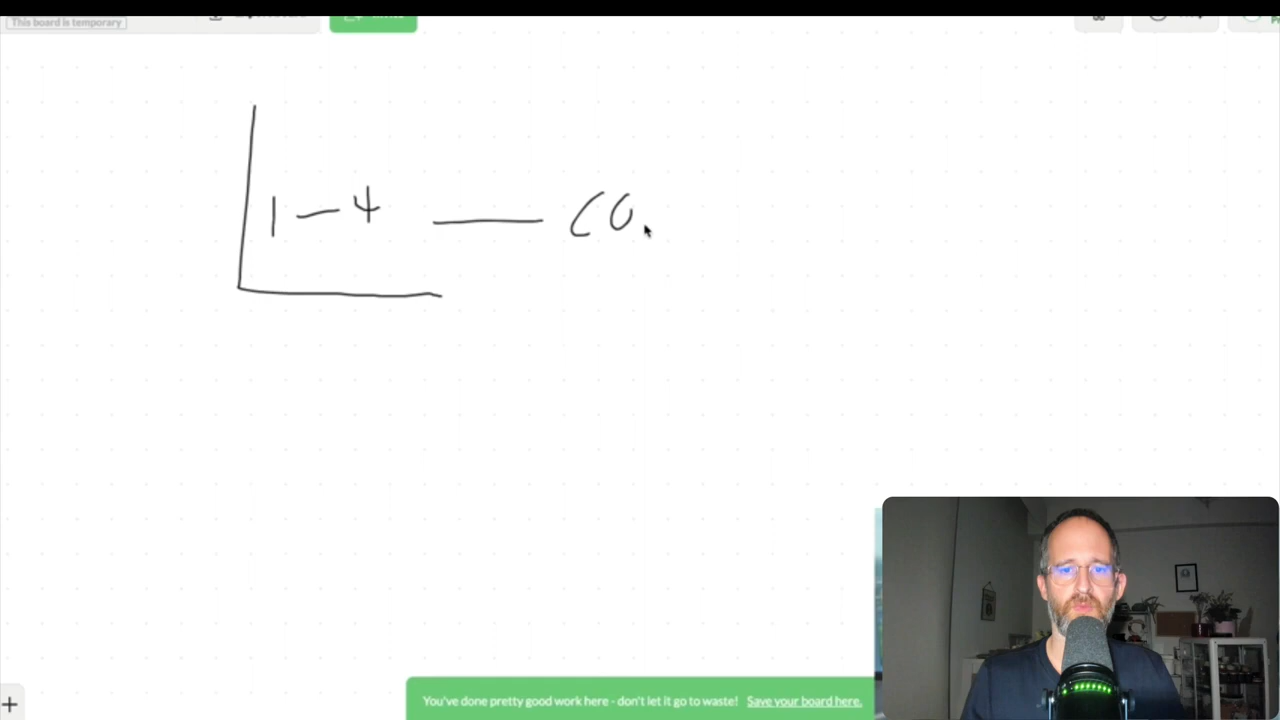 This board is temporary
1 — 4 — CO
You've done pretty good work here - don't let it go to waste! Save your board here.